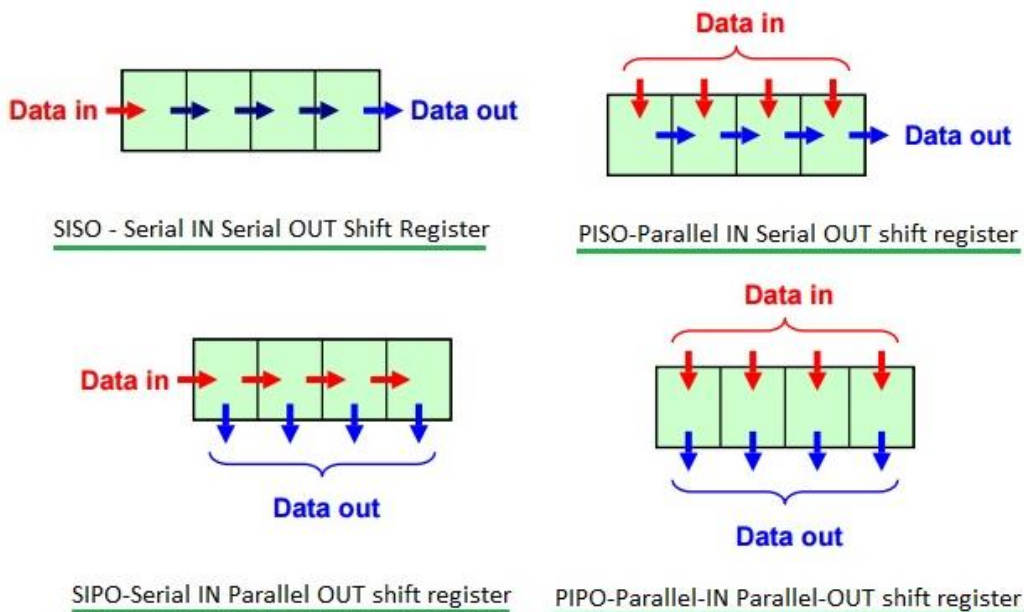 Data in
Data out
SISO - Serial IN Serial OUT Shift Register
Data in
Data out
PISO-Parallel IN Serial OUT shift register
Data in
Data out
SIPO-Serial IN Parallel OUT shift register
Data in
Data out
PIPO-Parallel-IN Parallel-OUT shift register